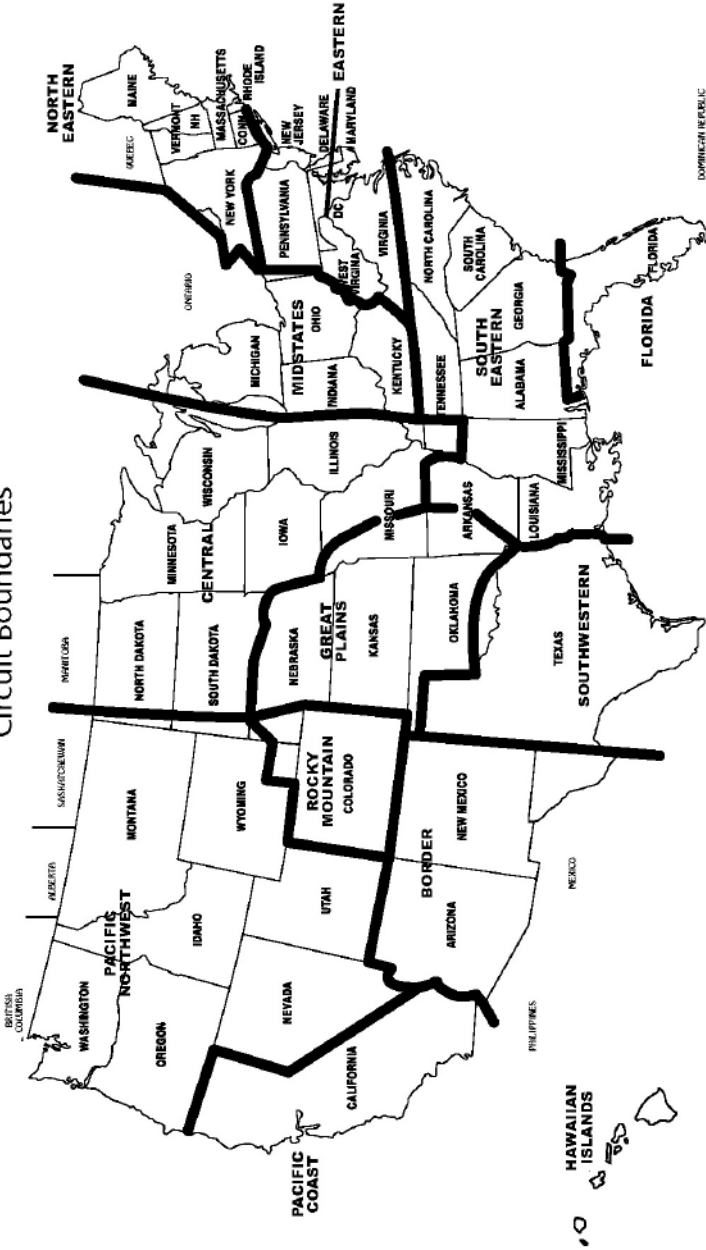 Circuit Boundaries
BRITISH
COLUMBIA
ALBERTA
SASKATCHEWAN
MANITOBA
ONTARIO
QUEBEC
NORTH
EASTERN
MAINE
VERMONT
NH
MASSACHUSETTS
CONN
RHODE
ISLAND
NEW YORK
PENNSYLVANIA
NEW
JERSEY
DELAWARE
MARYLAND
EASTERN
DC
WEST
VIRGINIA
VIRGINIA
WASHINGTON
PACIFIC
NORTHWEST
OREGON
IDAHO
MONTANA
WYOMING
NEVADA
UTAH
CALIFORNIA
PACIFIC
COAST
ROCKY
MOUNTAIN
COLORADO
BORDER
ARIZONA
NEW MEXICO
NORTH DAKOTA
SOUTH DAKOTA
NEBRASKA
GREAT
PLAINS
KANSAS
OKLAHOMA
TEXAS
SOUTHWESTERN
MINNESOTA
CENTRAL
WISCONSIN
IOWA
ILLINOIS
MISSOURI
ARKANSAS
LOUISIANA
MISSISSIPPI
MICHIGAN
MIDSTATES
OHIO
INDIANA
KENTUCKY
TENNESSEE
NORTH CAROLINA
SOUTH
CAROLINA
SOUTH
EASTERN
GEORGIA
ALABAMA
FLORIDA
FLORIDA
HAWAIIAN
ISLANDS
PHILIPPINES
MEXICO
DOMINICAN REPUBLIC